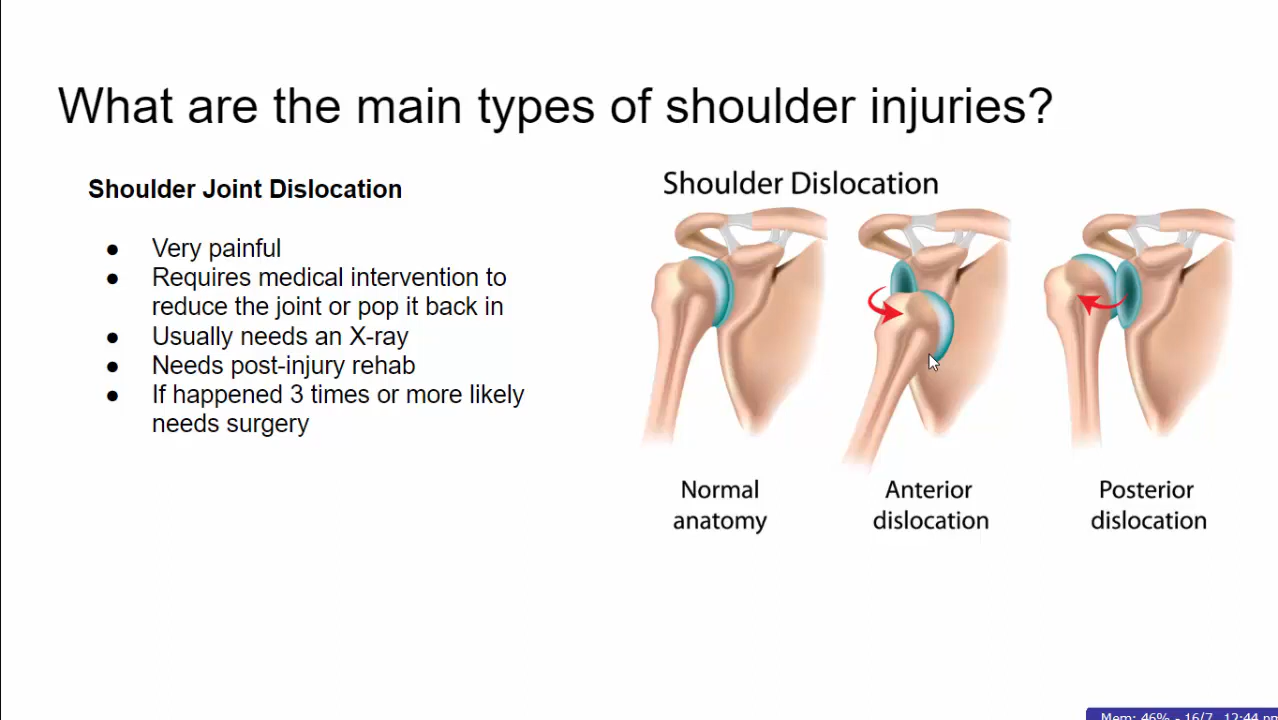 What are the main types of shoulder injuries?
Shoulder Joint Dislocation
● Very painful
● Requires medical intervention to
reduce the joint or pop it back in
● Usually needs an X-ray
● Needs post-injury rehab
● If happened 3 times or more likely
needs surgery
Shoulder Dislocation
Normal
anatomy
Anterior
dislocation
Posterior
dislocation
Mem: 46% - 16/7 12:44 pm